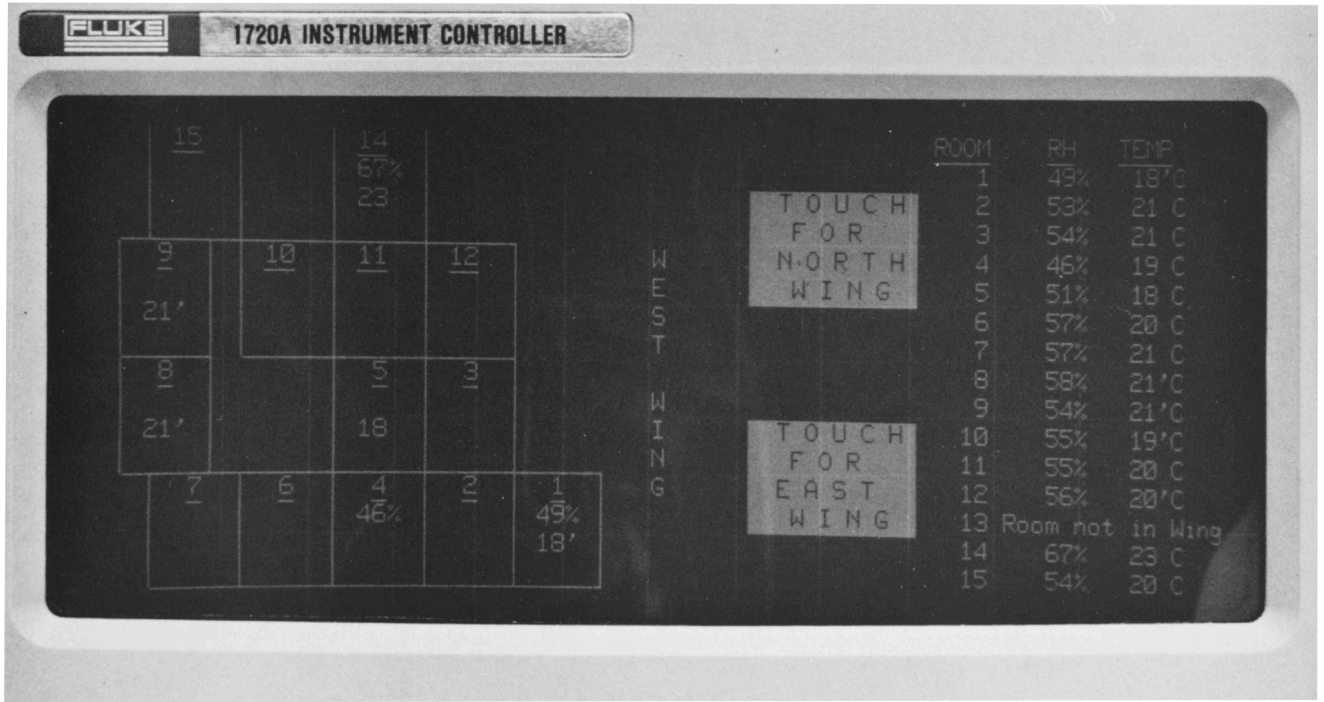 FLUKE
1720A INSTRUMENT CONTROLLER
15
14
67%
23
9
10
11
12
21'
8
5
3
21'
18
7
6
4
2
1
46%
49%
18'
WEST WING
TOUCH
FOR
NORTH
WING
TOUCH
FOR
EAST
WING
ROOM RH TEMP
1 49% 18'C
2 53% 21 C
3 54% 21 C
4 46% 19 C
5 51% 18 C
6 57% 20 C
7 57% 21 C
8 58% 21'C
9 54% 21'C
10 55% 19'C
11 55% 20 C
12 56% 20'C
13 Room not in Wing
14 67% 23 C
15 54% 20 C